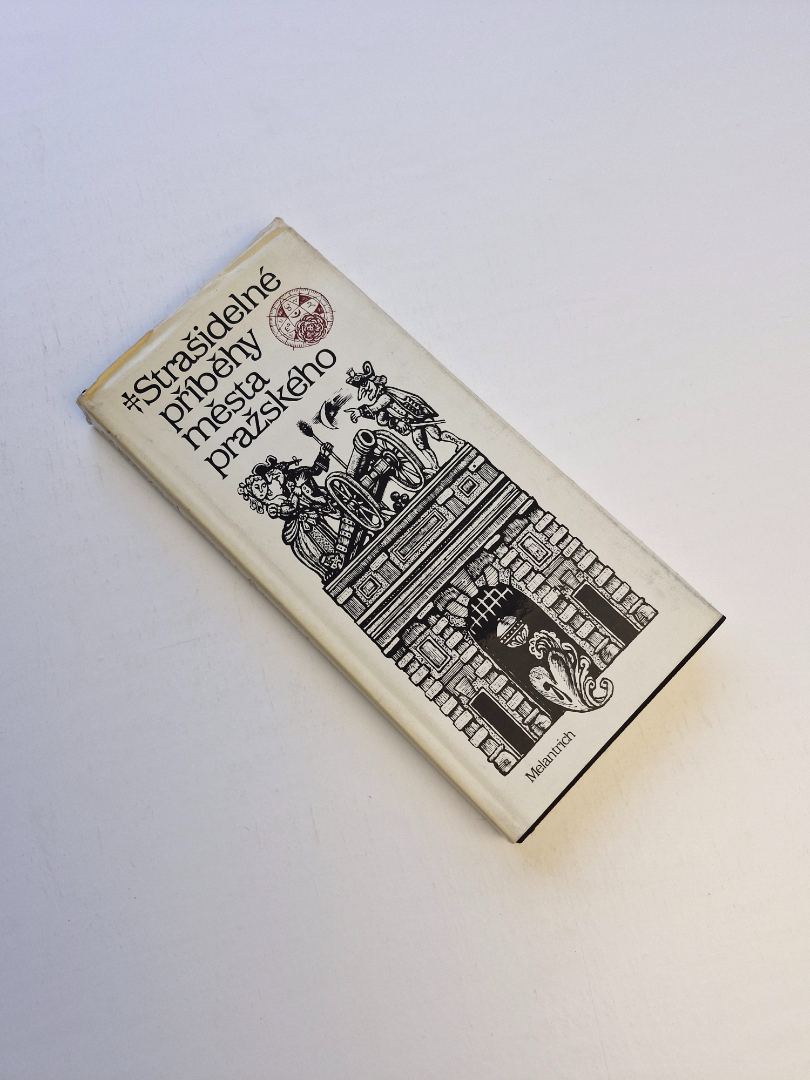 Strašidelné
příběhy
města
pražského
Melantrich